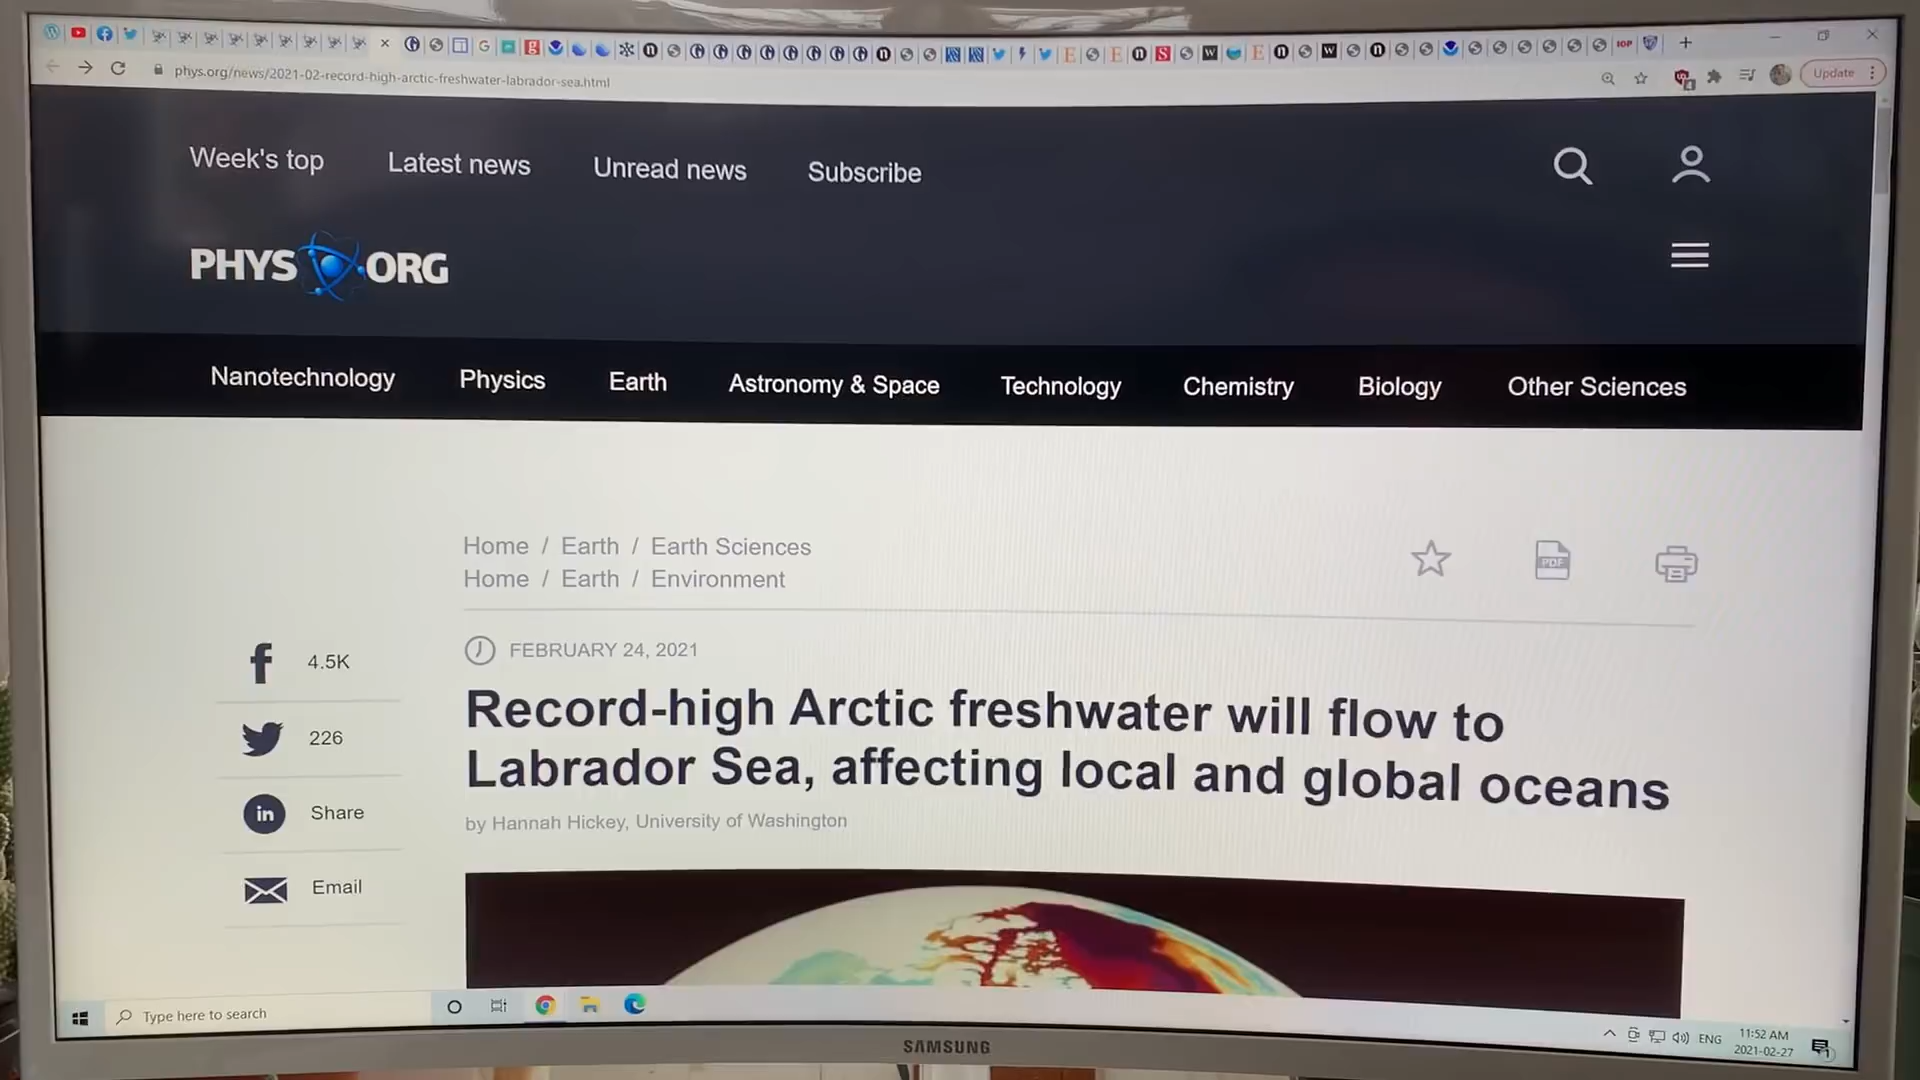 phys.org/news/2021-02-record-high-arctic-freshwater-labrador-sea.html
Update
Week's top
Latest news
Unread news
Subscribe
PHYS ORG
Nanotechnology
Physics
Earth
Astronomy & Space
Technology
Chemistry
Biology
Other Sciences
Home / Earth / Earth Sciences
Home / Earth / Environment
PDF
FEBRUARY 24, 2021
Record-high Arctic freshwater will flow to
Labrador Sea, affecting local and global oceans
by Hannah Hickey, University of Washington
4.5K
226
in Share
Email
Type here to search
ENG
11:52 AM
2021-02-27
SAMSUNG